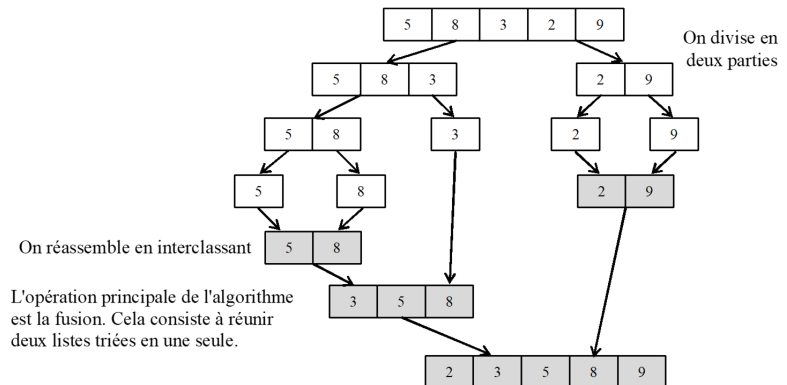 5 8 3 2 9
On divise en
deux parties
5 8 3
2 9
5 8
3
2
9
5
8
2 9
On réassemble en interclassant
5 8
L'opération principale de l'algorithme
est la fusion. Cela consiste à réunir
deux listes triées en une seule.
3 5 8
2 3 5 8 9